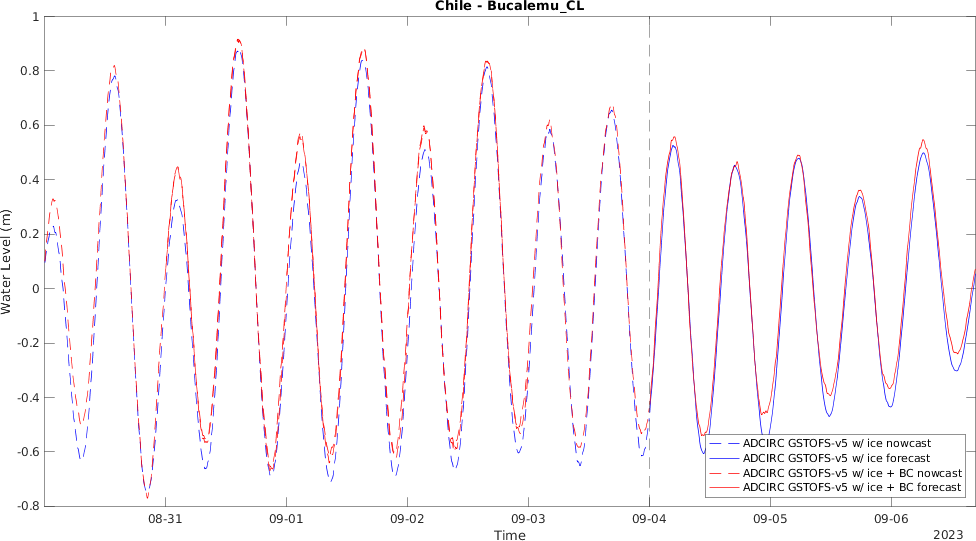 Chile - Bucalemu_CL
Water Level (m)
1
0.8
0.6
0.4
0.2
0
-0.2
-0.4
-0.6
-0.8
ADCIRC GSTOFS-v5 w/ ice nowcast
ADCIRC GSTOFS-v5 w/ ice forecast
ADCIRC GSTOFS-v5 w/ ice + BC nowcast
ADCIRC GSTOFS-v5 w/ ice + BC forecast
08-31 09-01 09-02 09-03 09-04 09-05 09-06
Time
2023